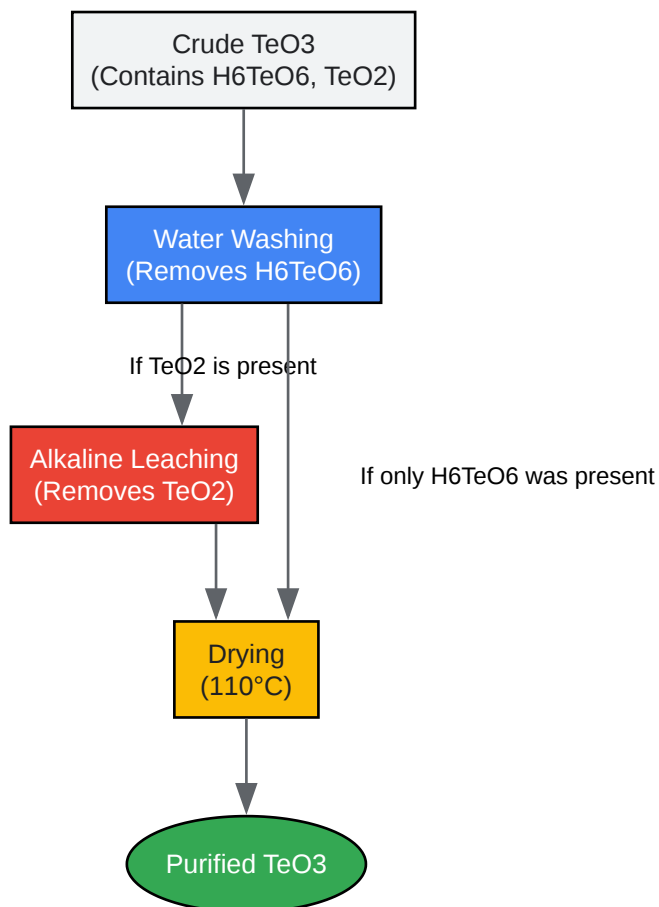 Crude TeO3
(Contains H6TeO6, TeO2)
Water Washing
(Removes H6TeO6)
If TeO2 is present
Alkaline Leaching
(Removes TeO2)
If only H6TeO6 was present
Drying
(110°C)
Purified TeO3